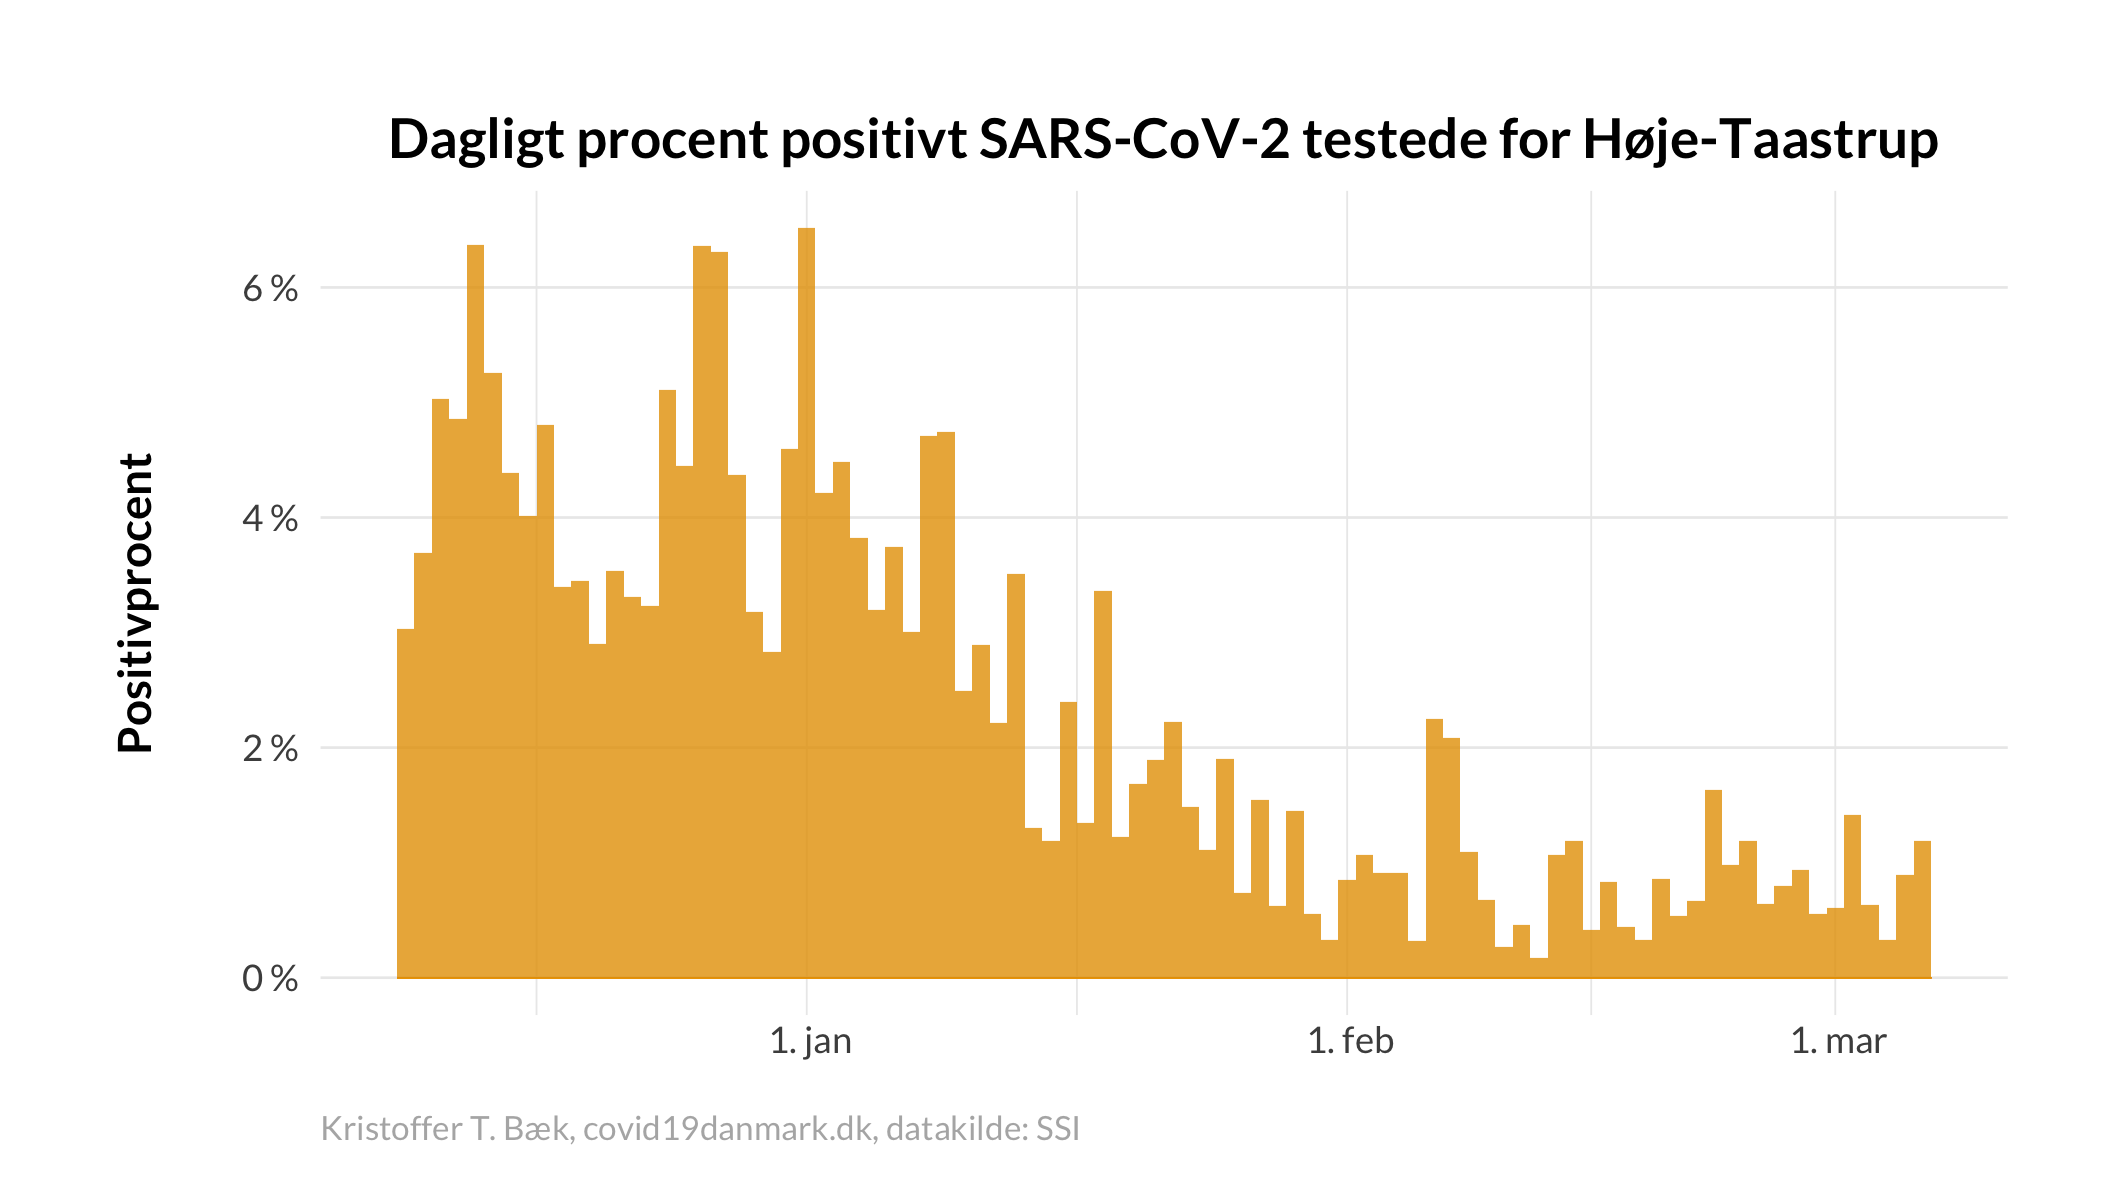 Dagligt procent positivt SARS-CoV-2 testede for Høje-Taastrup
Positivprocent
6 %
4 %
2 %
0 %
1. jan
1. feb
1. mar
Kristoffer T. Bæk, covid19danmark.dk, datakilde: SSI